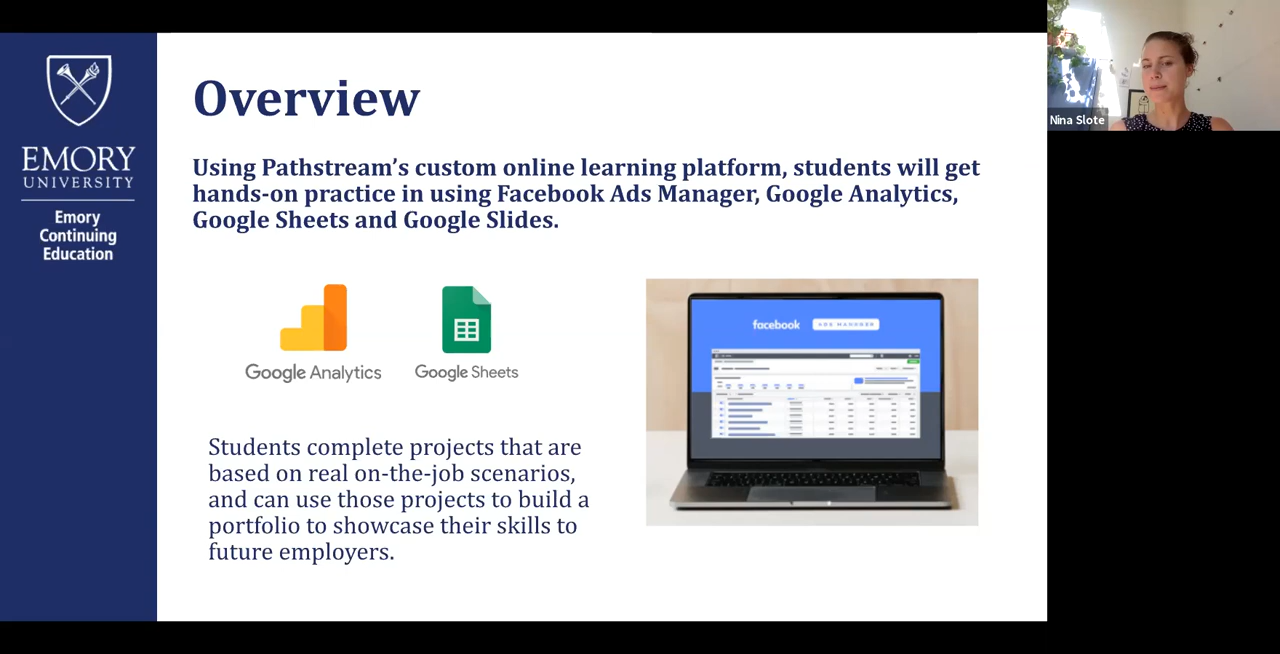 EMORY
UNIVERSITY
Emory
Continuing
Education
Overview
Using Pathstream’s custom online learning platform, students will get
hands-on practice in using Facebook Ads Manager, Google Analytics,
Google Sheets and Google Slides.
Google Analytics
Google Sheets
facebook ADS MANAGER
Students complete projects that are
based on real on-the-job scenarios,
and can use those projects to build a
portfolio to showcase their skills to
future employers.
Nina Slote